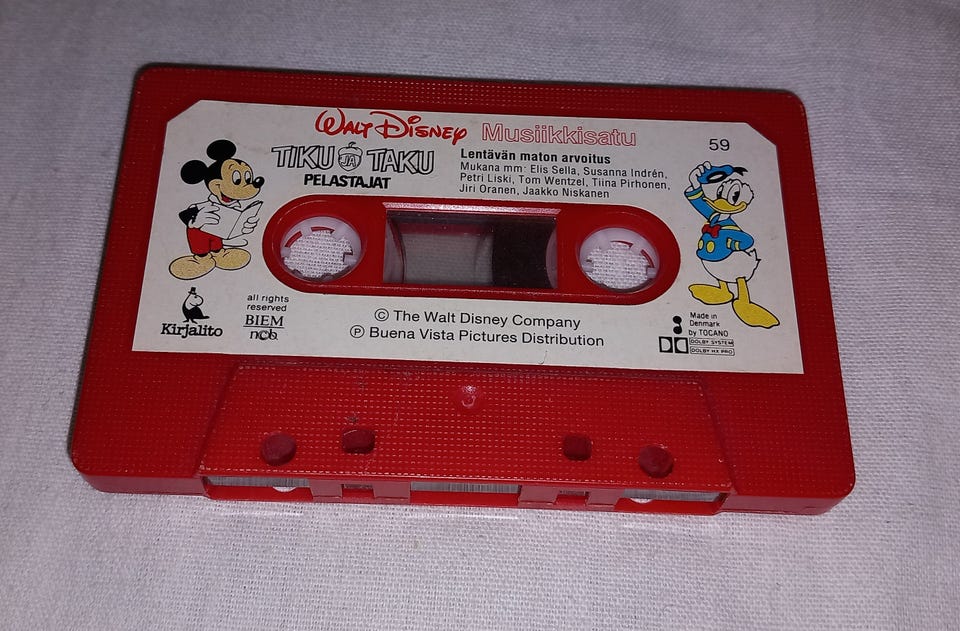 WALT DISNEY Musiikkisatu
59
TIKU JA TAKU
PELASTAJAT
Lentävän maton arvoitus
Mukana mm: Elis Sella, Susanna Indrén,
Petri Liski, Tom Wentzel, Tiina Pirhonen,
Jiri Oranen, Jaakko Niskanen
Kirjalito
all rights
reserved
BIEM
ncb
© The Walt Disney Company
Ⓟ Buena Vista Pictures Distribution
Made in
Denmark
by TOCANO
DOLBY SYSTEM
DOLBY HX PRO